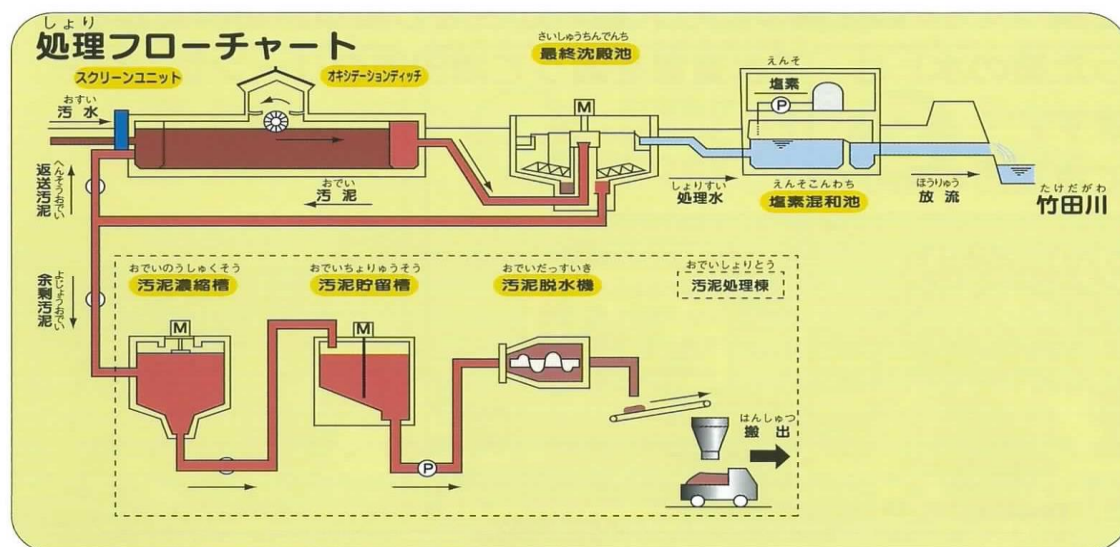 しょり
処理フローチャート
スクリーンユニット
オキシデーションディッチ
さいしゅうちんでんち
最終沈殿池
えんそ
塩素
おすい
汚水
M
P
へんそうおでい
返送汚泥
おでい
汚泥
しょりすい
処理水
えんそこんわち
塩素混和池
ほうりゅう
放流
たけだがわ
竹田川
よじょうおでい
余剰汚泥
おでいのうしゅくそう
汚泥濃縮槽
おでいちょりゅうそう
汚泥貯留槽
おでいだっすいき
汚泥脱水機
おでいしょりとう
汚泥処理棟
M
M
P
はんしゅつ
搬出